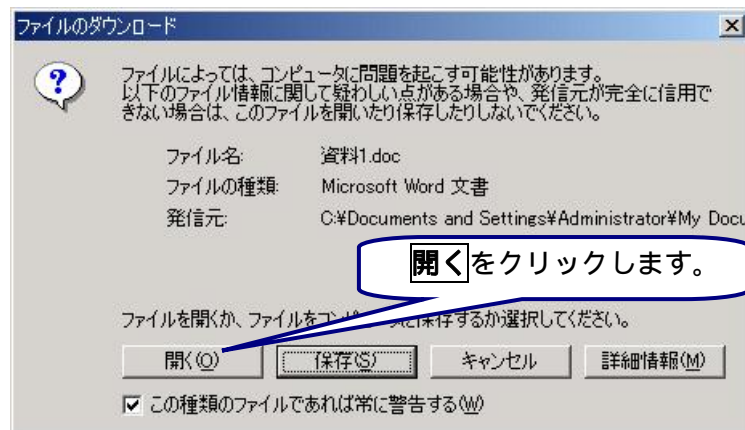 ファイルのダウンロード
ファイルによっては、コンピュータに問題を起こす可能性があります。
以下のファイル情報に関して疑わしい点がある場合や、発信元が完全に信用で
きない場合は、このファイルを開いたり保存したりしないでください。
ファイル名: 資料1.doc
ファイルの種類: Microsoft Word 文書
発信元: C:¥Documents and Settings¥Administrator¥My Docu
開くをクリックします。
ファイルを開くか、ファイルをコンピュータに保存するか選択してください。
開く(O) 保存(S) キャンセル 詳細情報(M)
この種類のファイルであれば常に警告する(W)